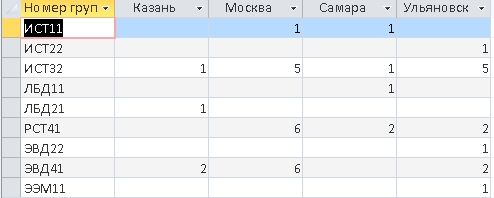 Номер груп Казань Москва Самара Ульяновск
ИСТ11 1 1
ИСТ22 1
ИСТ32 1 5 1 5
ЛБД11 1
ЛБД21 1
РСТ41 6 2 2
ЭВД22 1
ЭВД41 2 6 2
ЭЭМ11 1